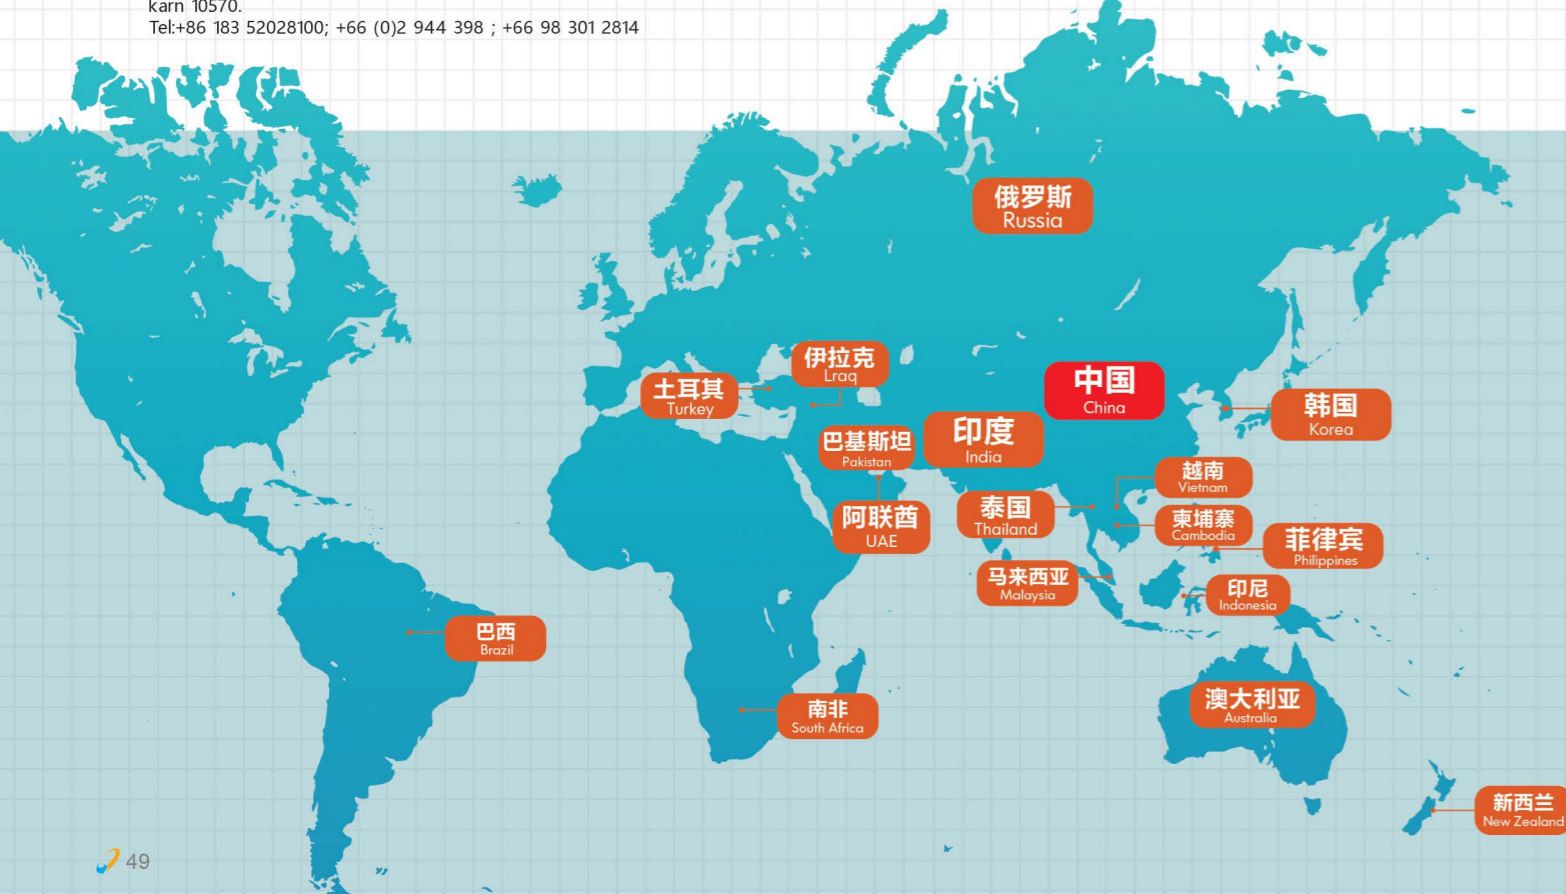 karn 10570.
Tel:+86 183 52028100; +66 (0)2 944 398 ; +66 98 301 2814
俄罗斯
Russia
伊拉克
Lraq
土耳其
Turkey
中国
China
韩国
Korea
印度
India
巴基斯坦
Pakistan
越南
Vietnam
泰国
Thailand
阿联酋
UAE
柬埔寨
Cambodia
菲律宾
Philippines
马来西亚
Malaysia
印尼
Indonesia
巴西
Brazil
南非
South Africa
澳大利亚
Australia
新西兰
New Zealand
49